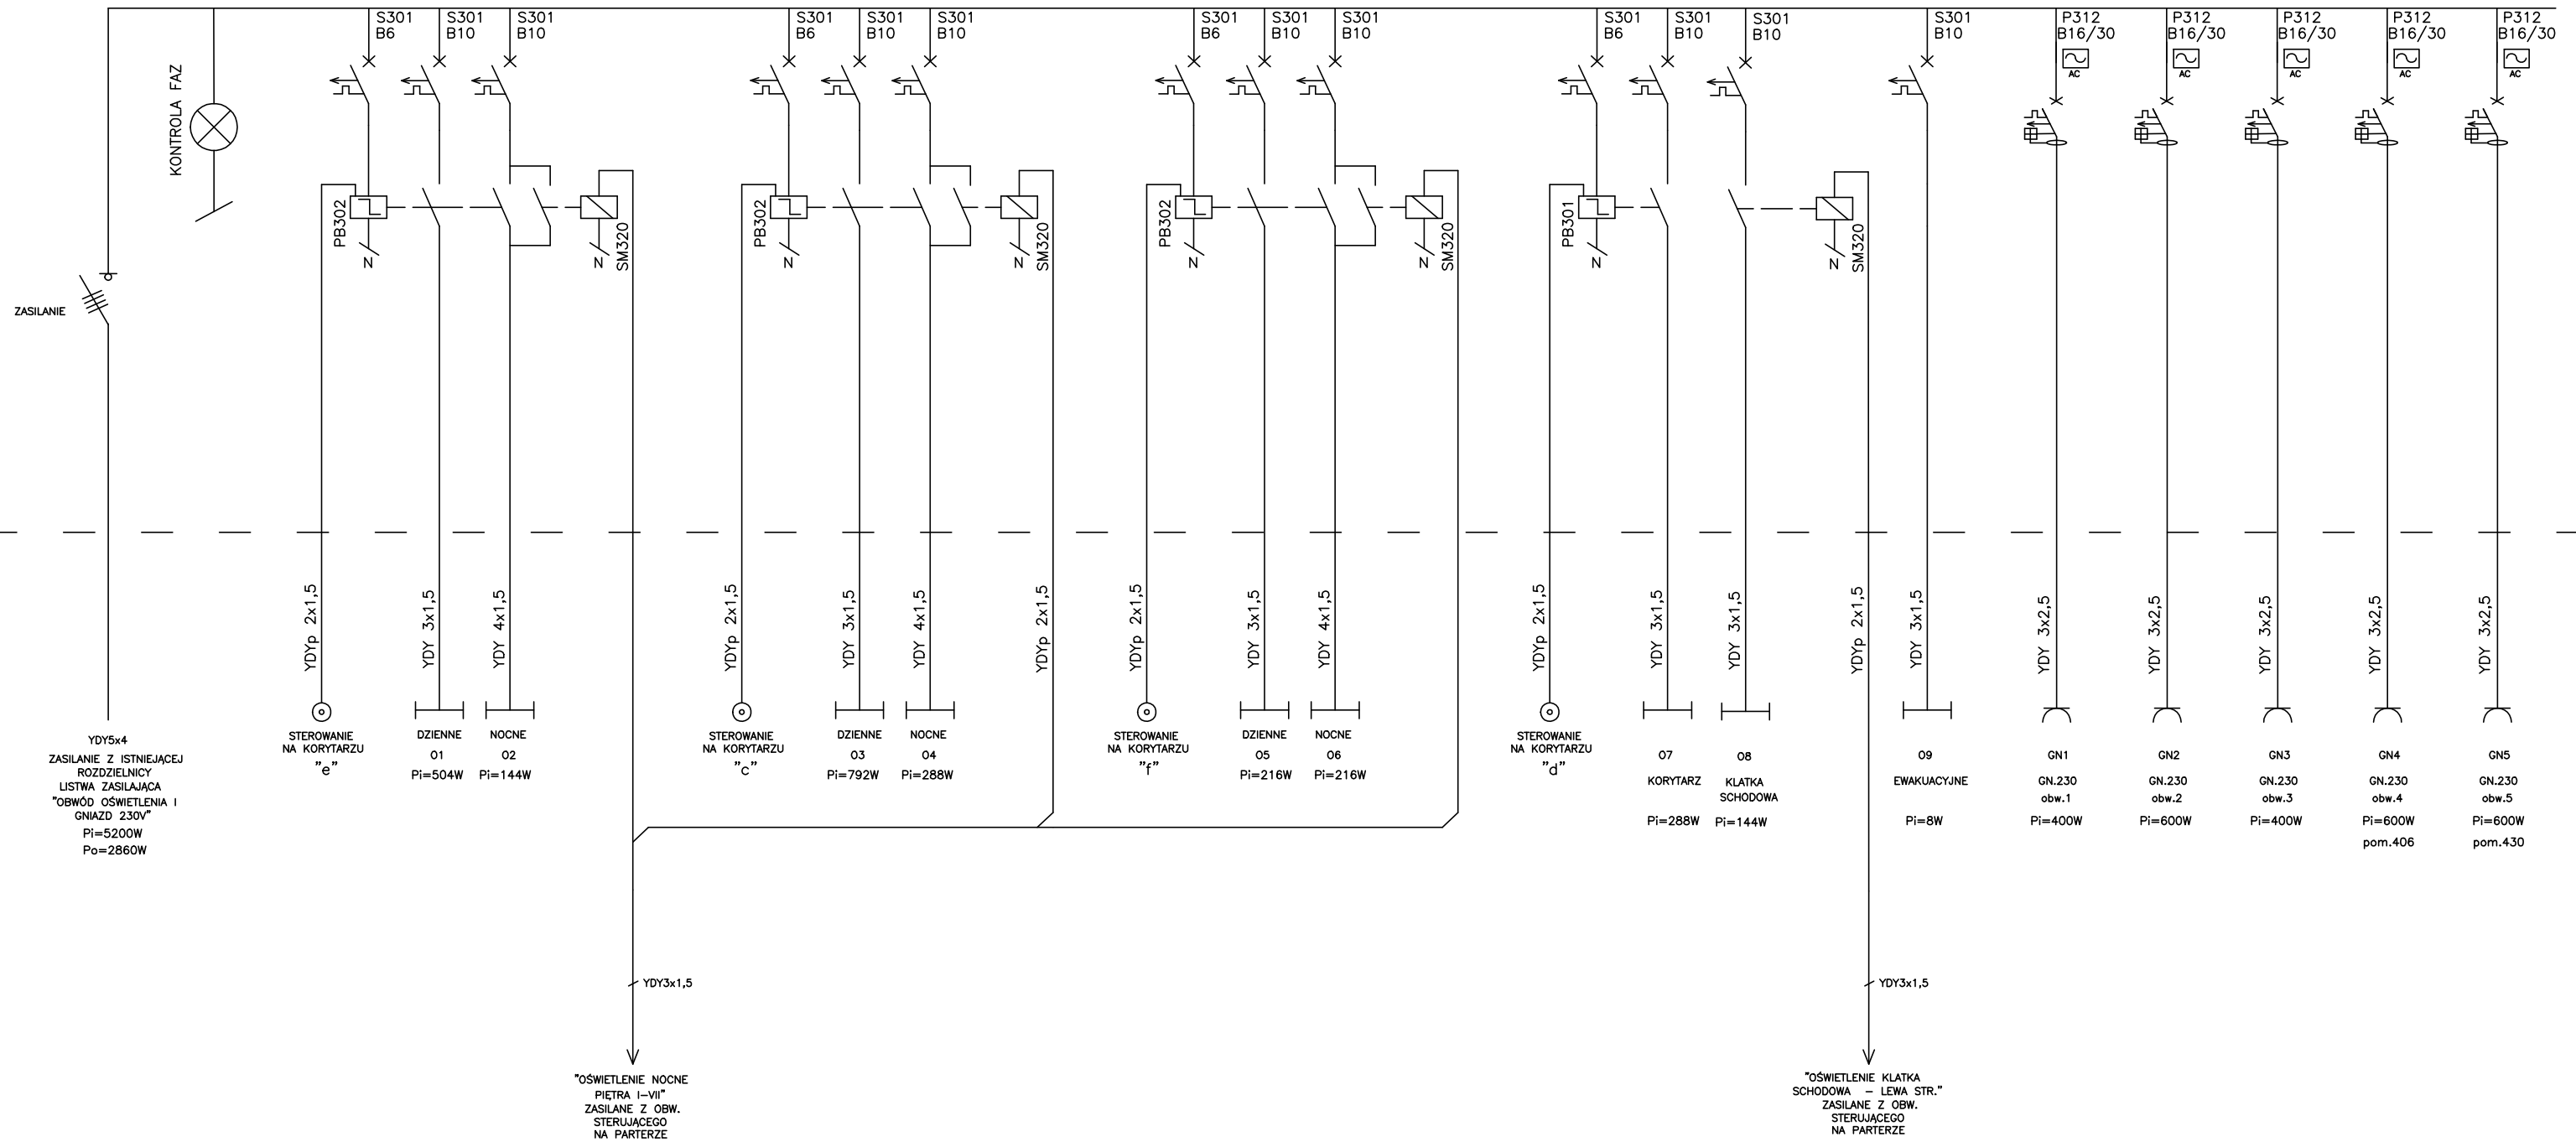 S301
B6
S301
B10
S301
B10
S301
B6
S301
B10
S301
B10
S301
B6
S301
B10
S301
B10
S301
B6
S301
B10
S301
B10
S301
B10
P312
B16/30
AC
P312
B16/30
AC
P312
B16/30
AC
P312
B16/30
AC
P312
B16/30
AC
KONTROLA FAZ
ZASILANIE
PB302
N
N
SM320
PB302
N
N
SM320
PB302
N
N
SM320
PB301
N
N
SM320
YDYp 2x1,5
YDY 3x1,5
YDY 4x1,5
YDYp 2x1,5
YDY 3x1,5
YDY 4x1,5
YDYp 2x1,5
YDYp 2x1,5
YDY 3x1,5
YDY 4x1,5
YDYp 2x1,5
YDY 3x1,5
YDY 3x1,5
YDYp 2x1,5
YDY 3x1,5
YDY 3x2,5
YDY 3x2,5
YDY 3x2,5
YDY 3x2,5
YDY 3x2,5
YDY5x4
ZASILANIE Z ISTNIEJĄCEJ
ROZDZIELNICY
LISTWA ZASILAJĄCA
"OBWÓD OŚWIETLENIA I
GNIAZD 230V"
Pi=5200W
Po=2860W
STEROWANIE
NA KORYTARZU
"e"
DZIENNE
O1
Pi=504W
NOCNE
O2
Pi=144W
STEROWANIE
NA KORYTARZU
"c"
DZIENNE
O3
Pi=792W
NOCNE
O4
Pi=288W
STEROWANIE
NA KORYTARZU
"f"
DZIENNE
O5
Pi=216W
NOCNE
O6
Pi=216W
STEROWANIE
NA KORYTARZU
"d"
O7
KORYTARZ
Pi=288W
O8
KLATKA
SCHODOWA
Pi=144W
O9
EWAKUACYJNE
Pi=8W
GN1
GN.230
obw.1
Pi=400W
GN2
GN.230
obw.2
Pi=600W
GN3
GN.230
obw.3
Pi=400W
GN4
GN.230
obw.4
Pi=600W
pom.406
GN5
GN.230
obw.5
Pi=600W
pom.430
YDY3x1,5
YDY3x1,5
"OŚWIETLENIE NOCNE
PIĘTRA I-VII"
ZASILANE Z OBW.
STERUJĄCEGO
NA PARTERZE
"OŚWIETLENIE KLATKA
SCHODOWA - LEWA STR."
ZASILANE Z OBW.
STERUJĄCEGO
NA PARTERZE